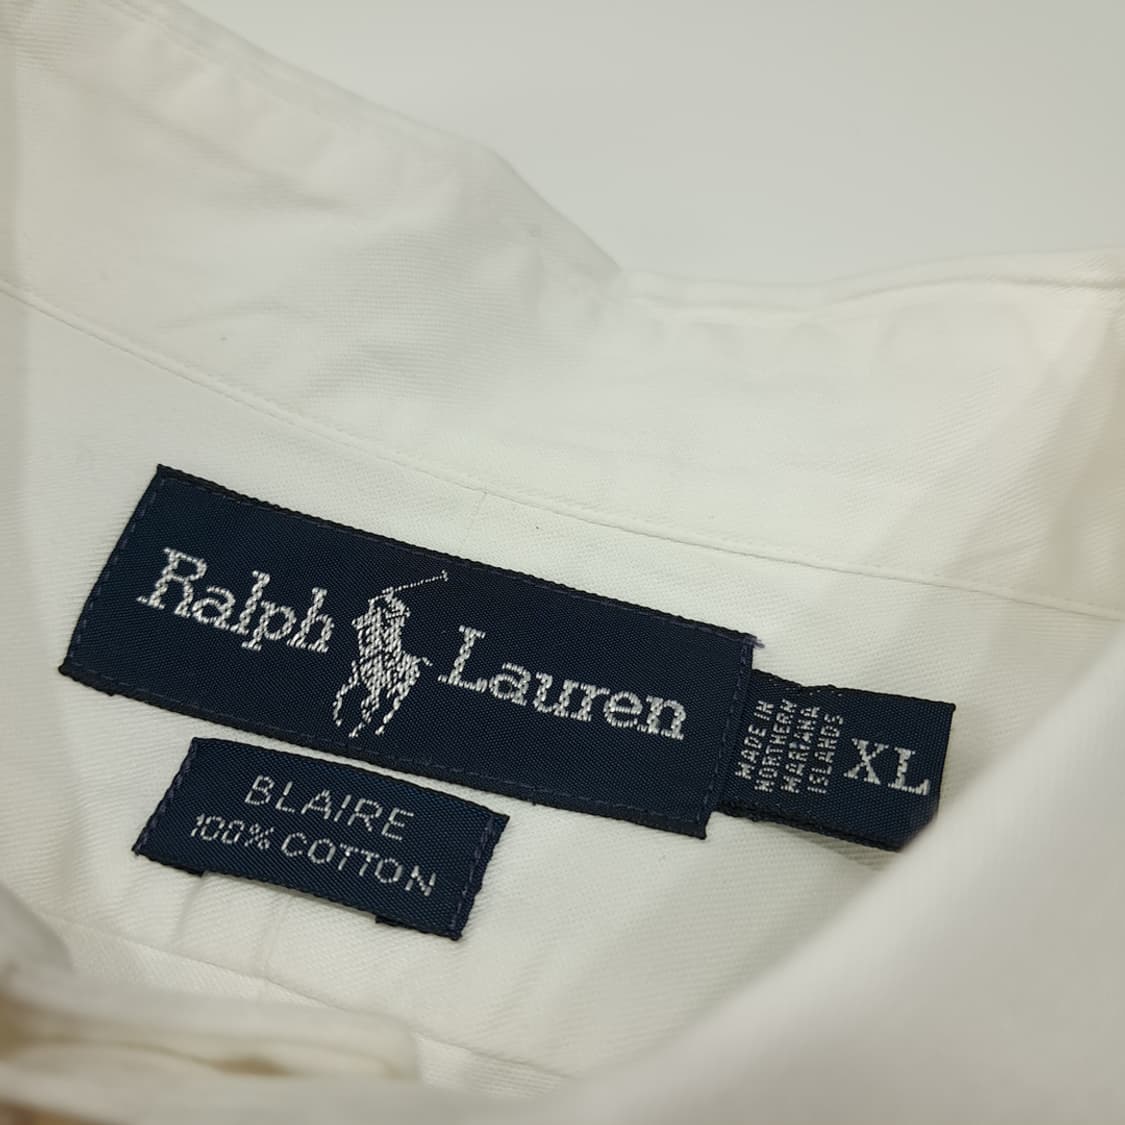 Ralph Lauren
MADE IN
NORTHERN
MARIANA
ISLANDS
XL
BLAIRE
100% COTTON